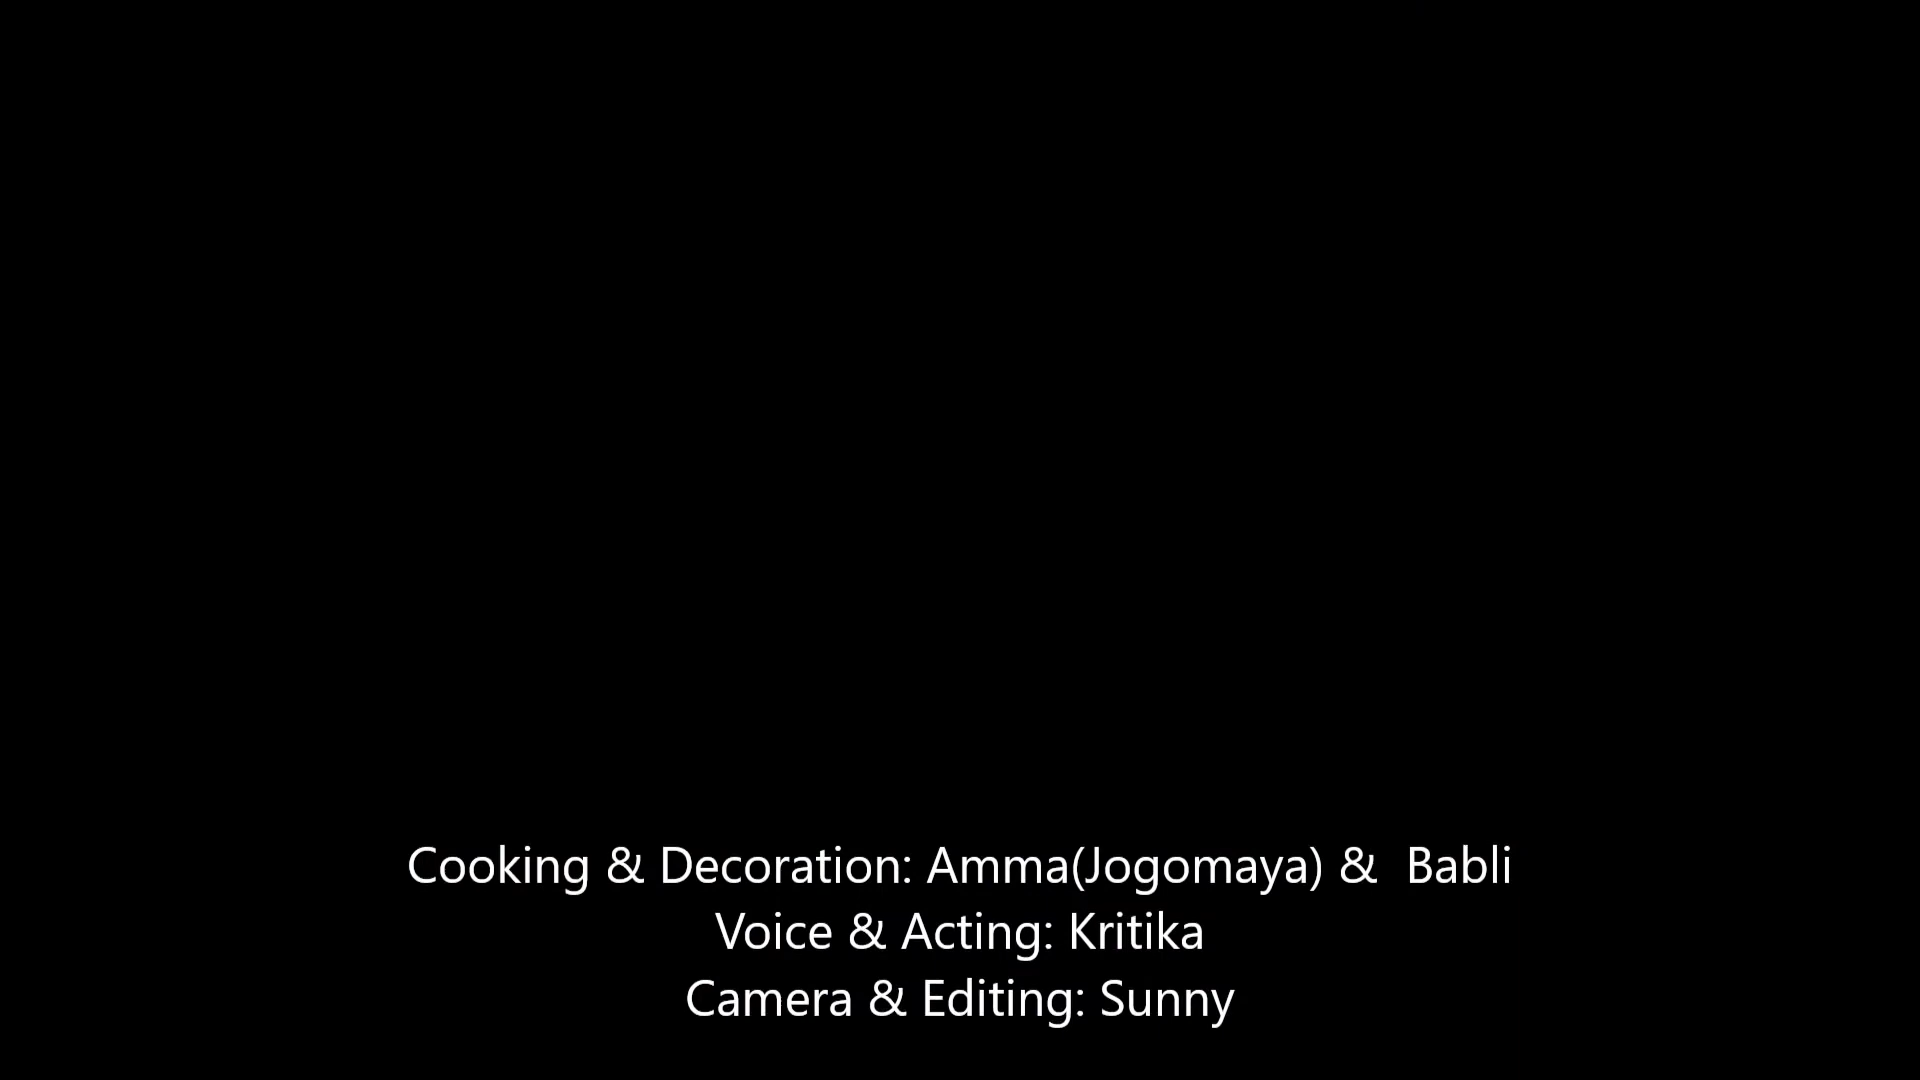 Cooking & Decoration: Amma(Jogomaya) &  Babli
Voice & Acting: Kritika
Camera & Editing: Sunny